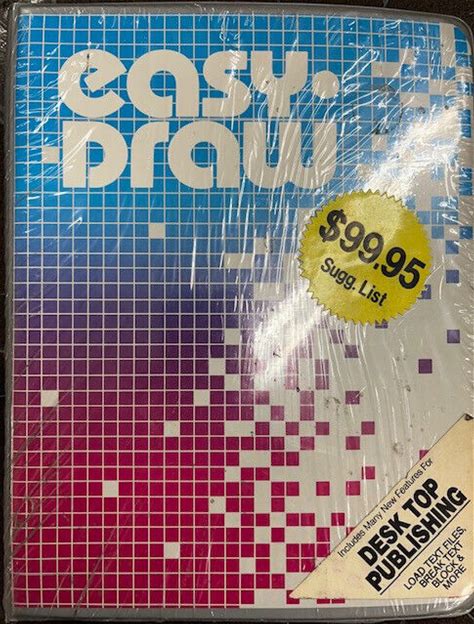 easy·
·Draw
$99.95
Sugg. List
Includes Many New Features For
DESK TOP
PUBLISHING
LOAD TEXT FILES,
BREAK TEXT
BLOCK &
MORE